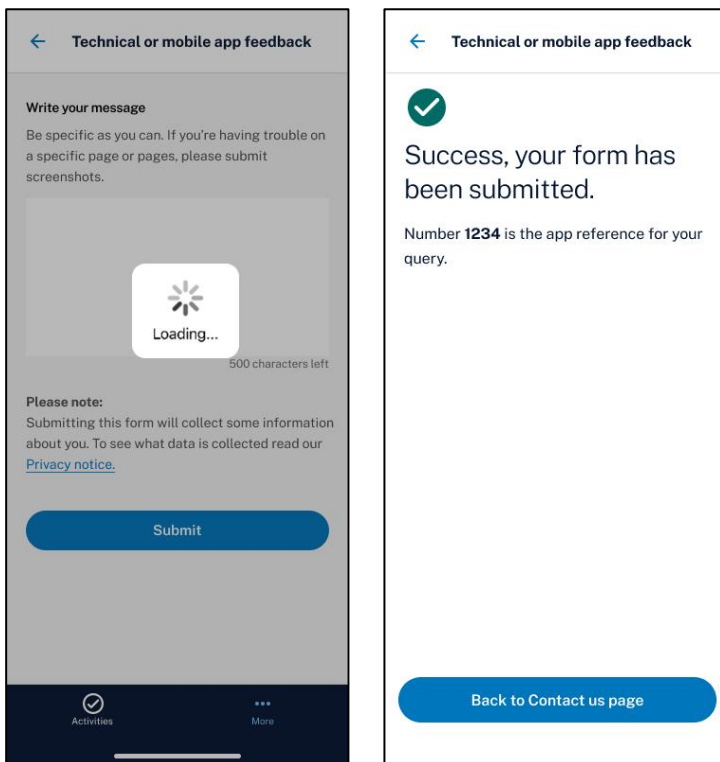 Technical or mobile app feedback
Write your message
Be specific as you can. If you're having trouble on
a specific page or pages, please submit
screenshots.
Loading...
500 characters left
Please note:
Submitting this form will collect some information
about you. To see what data is collected read our
Privacy notice.
Submit
Activities
More
Technical or mobile app feedback
Success, your form has
been submitted.
Number 1234 is the app reference for your
query.
Back to Contact us page